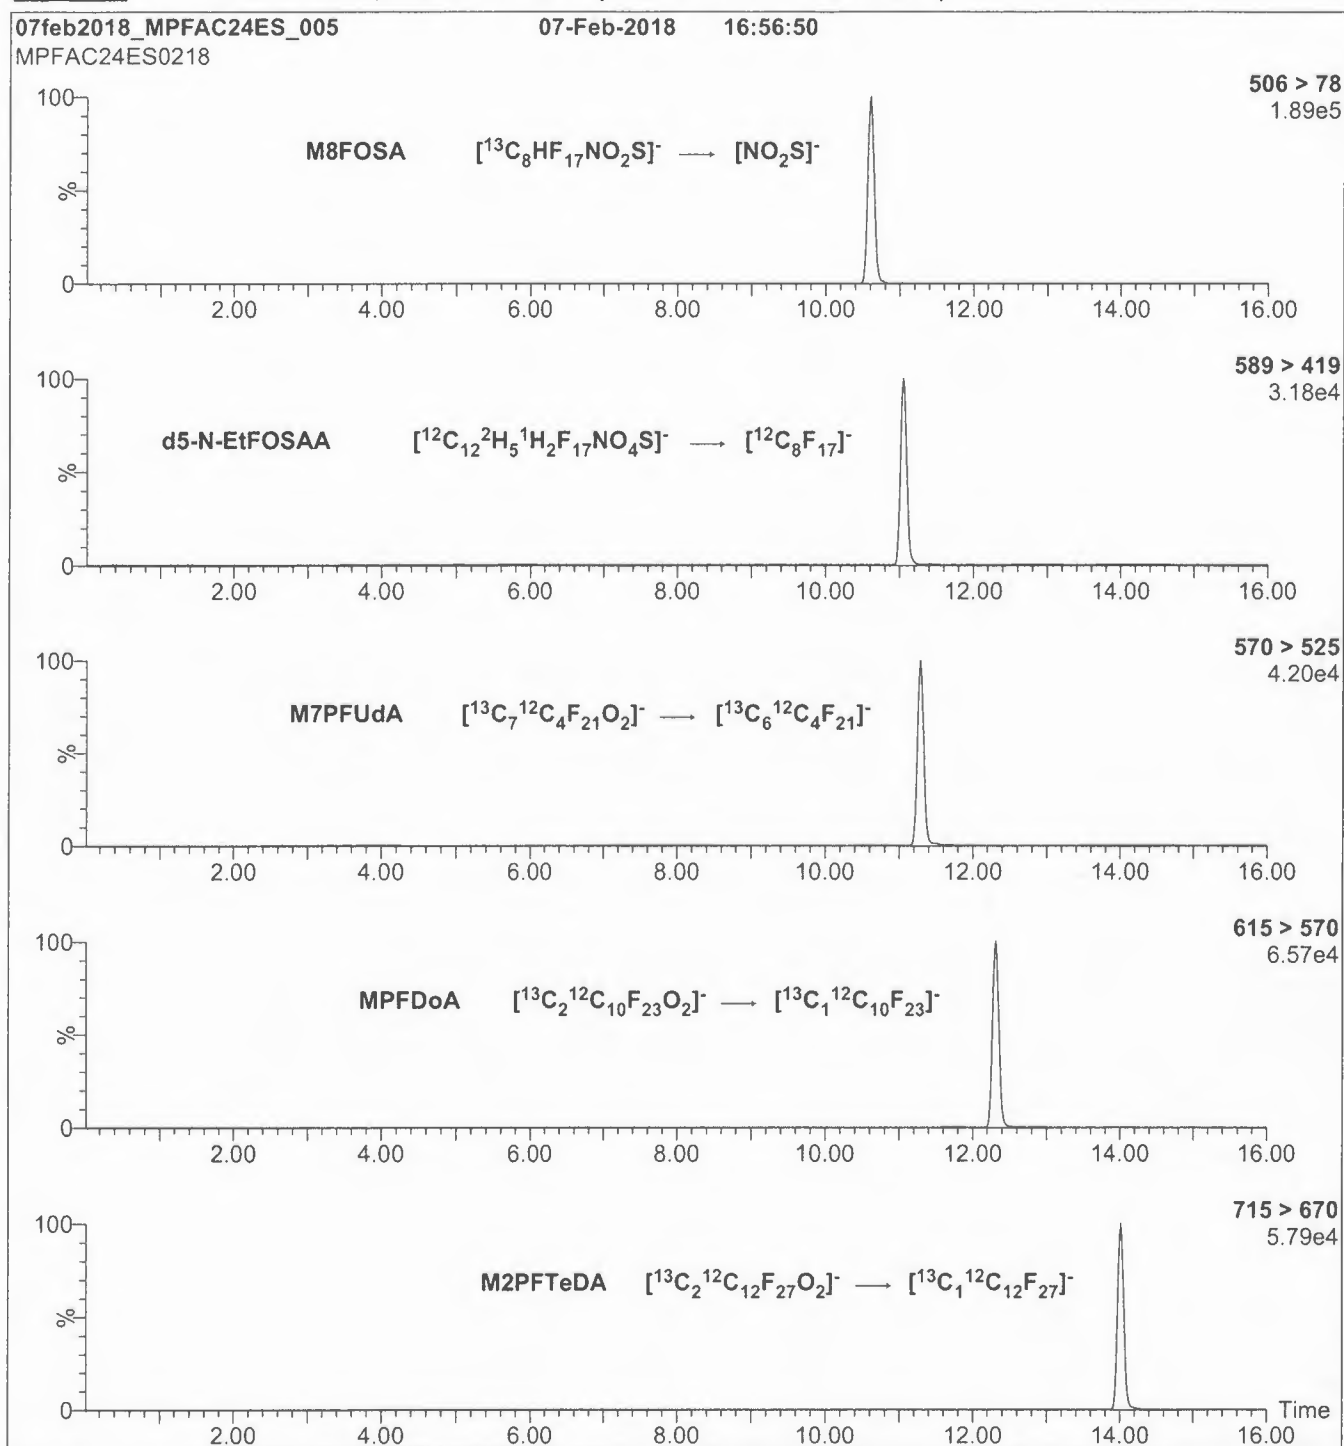 07feb2018_MPFAC24ES_005 07-Feb-2018 16:56:50
MPFAC24ES0218
506 > 78
1.89e5
100
M8FOSA [¹³C₈HF₁₇NO₂S]⁻ → [NO₂S]⁻
%
0
2.00 4.00 6.00 8.00 10.00 12.00 14.00 16.00
589 > 419
3.18e4
100
d5-N-EtFOSAA [¹²C₁₂²H₅¹H₂F₁₇NO₄S]⁻ → [¹²C₈F₁₇]⁻
%
0
2.00 4.00 6.00 8.00 10.00 12.00 14.00 16.00
570 > 525
4.20e4
100
M7PFUdA [¹³C₇¹²C₄F₂₁O₂]⁻ → [¹³C₆¹²C₄F₂₁]⁻
%
0
2.00 4.00 6.00 8.00 10.00 12.00 14.00 16.00
615 > 570
6.57e4
100
MPFDoA [¹³C₂¹²C₁₀F₂₃O₂]⁻ → [¹³C₁¹²C₁₀F₂₃]⁻
%
0
2.00 4.00 6.00 8.00 10.00 12.00 14.00 16.00
715 > 670
5.79e4
100
M2PFTeDA [¹³C₂¹²C₁₂F₂₇O₂]⁻ → [¹³C₁¹²C₁₂F₂₇]⁻
%
0
Time
2.00 4.00 6.00 8.00 10.00 12.00 14.00 16.00